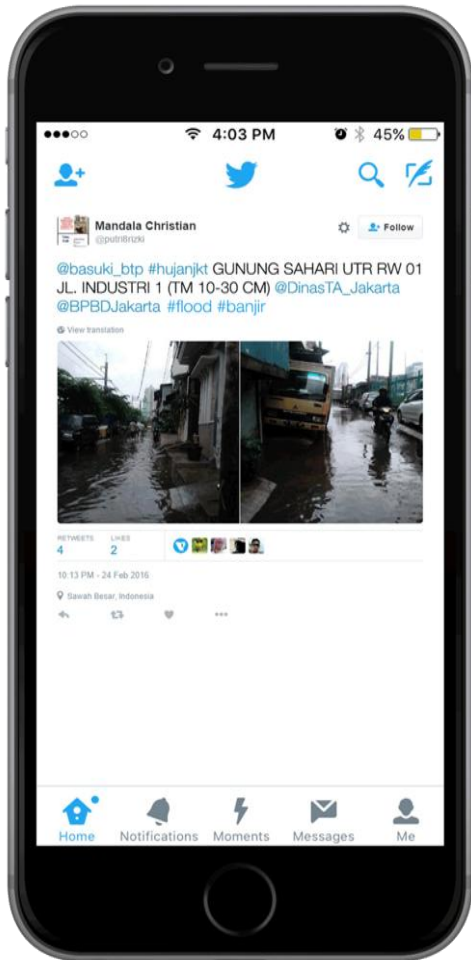 4:03 PM
45%
Mandala Christian
@putri8rizki
Follow
@basuki_btp #hujanjkt GUNUNG SAHARI UTR RW 01
JL. INDUSTRI 1 (TM 10-30 CM) @DinasTA_Jakarta
@BPBDJakarta #flood #banjir
View translation
RETWEETS LIKES
4 2
10:13 PM - 24 Feb 2016
Sawah Besar, Indonesia
Home Notifications Moments Messages Me